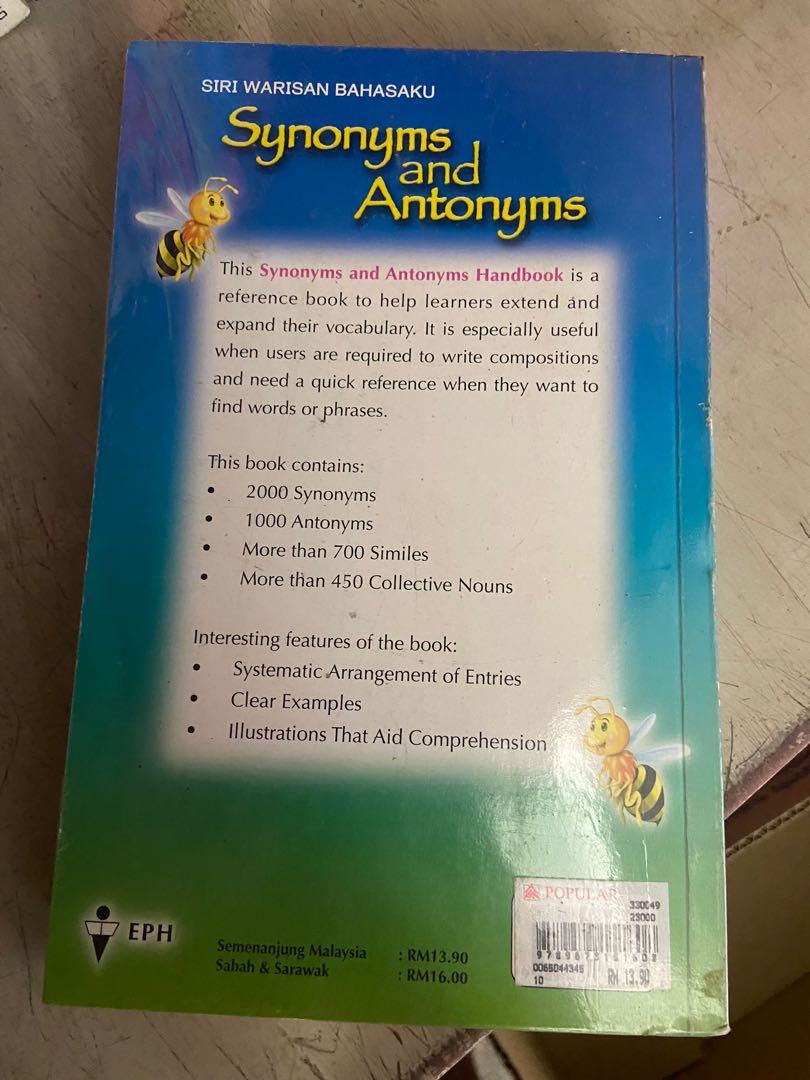 SIRI WARISAN BAHASAKU
Synonyms
and
Antonyms
This Synonyms and Antonyms Handbook is a
reference book to help learners extend and
expand their vocabulary. It is especially useful
when users are required to write compositions
and need a quick reference when they want to
find words or phrases.
This book contains:
• 2000 Synonyms
• 1000 Antonyms
• More than 700 Similes
• More than 450 Collective Nouns
Interesting features of the book:
• Systematic Arrangement of Entries
• Clear Examples
• Illustrations That Aid Comprehension
EPH
Semenanjung Malaysia : RM13.90
Sabah & Sarawak : RM16.00
POPULAR
330049
23000
0065044345
10 RM 13.90